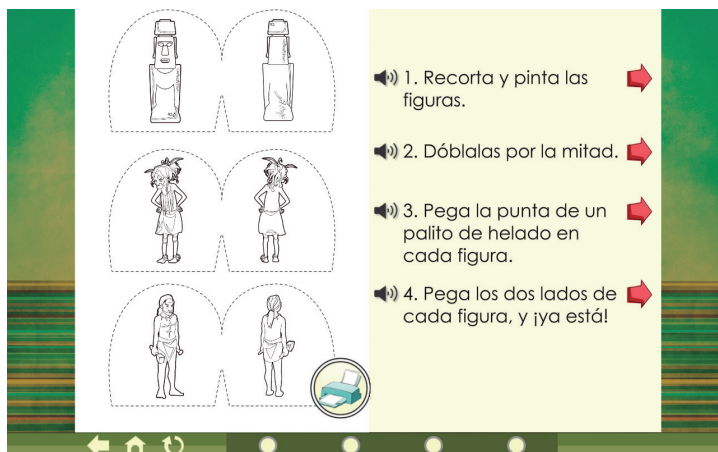 1. Recorta y pinta las
figuras.
2. Dóblalas por la mitad.
3. Pega la punta de un
palito de helado en
cada figura.
4. Pega los dos lados de
cada figura, y ¡ya está!